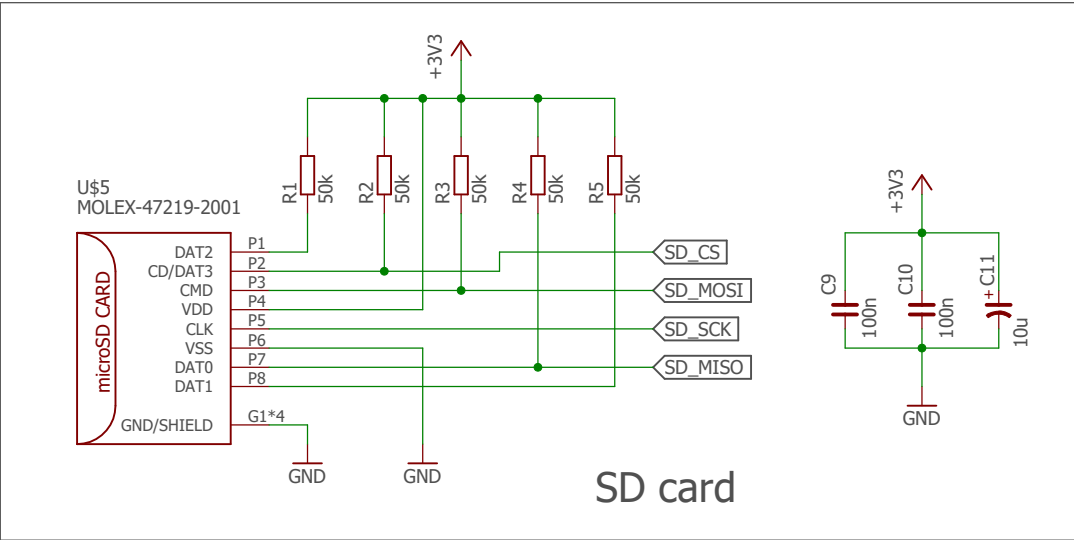 +3V3
R1
50k
R2
50k
R3
50k
R4
50k
R5
50k
U$5
MOLEX-47219-2001
microSD CARD
DAT2 P1
CD/DAT3 P2
CMD P3
VDD P4
CLK P5
VSS P6
DAT0 P7
DAT1 P8
GND/SHIELD G1*4
SD_CS
SD_MOSI
SD_SCK
SD_MISO
GND
GND
+3V3
C9
100n
C10
100n
+
C11
10u
GND
SD card